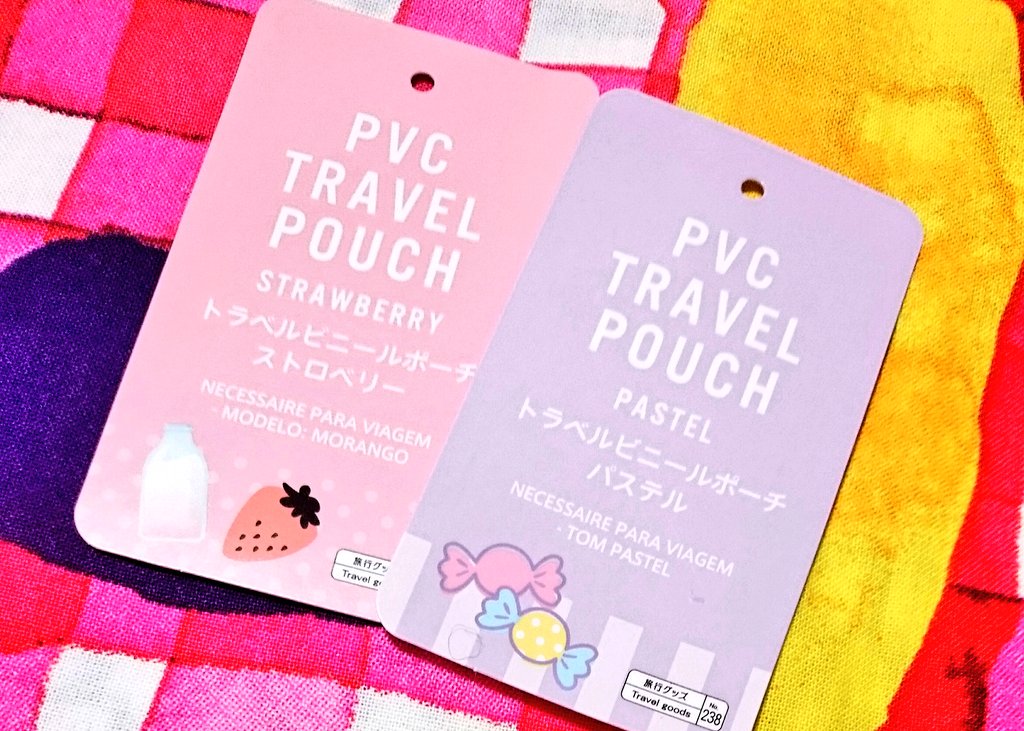 PVC
TRAVEL
POUCH
STRAWBERRY
トラベルビニールポーチ
ストロベリー
NECESSAIRE PARA VIAGEM
- MODELO: MORANGO
旅行グッ
Travel
PVC
TRAVEL
POUCH
PASTEL
トラベルビニールポーチ
パステル
NECESSAIRE PARA VIAGEM
- TOM PASTEL
旅行グッズ
Travel goods
No.
238